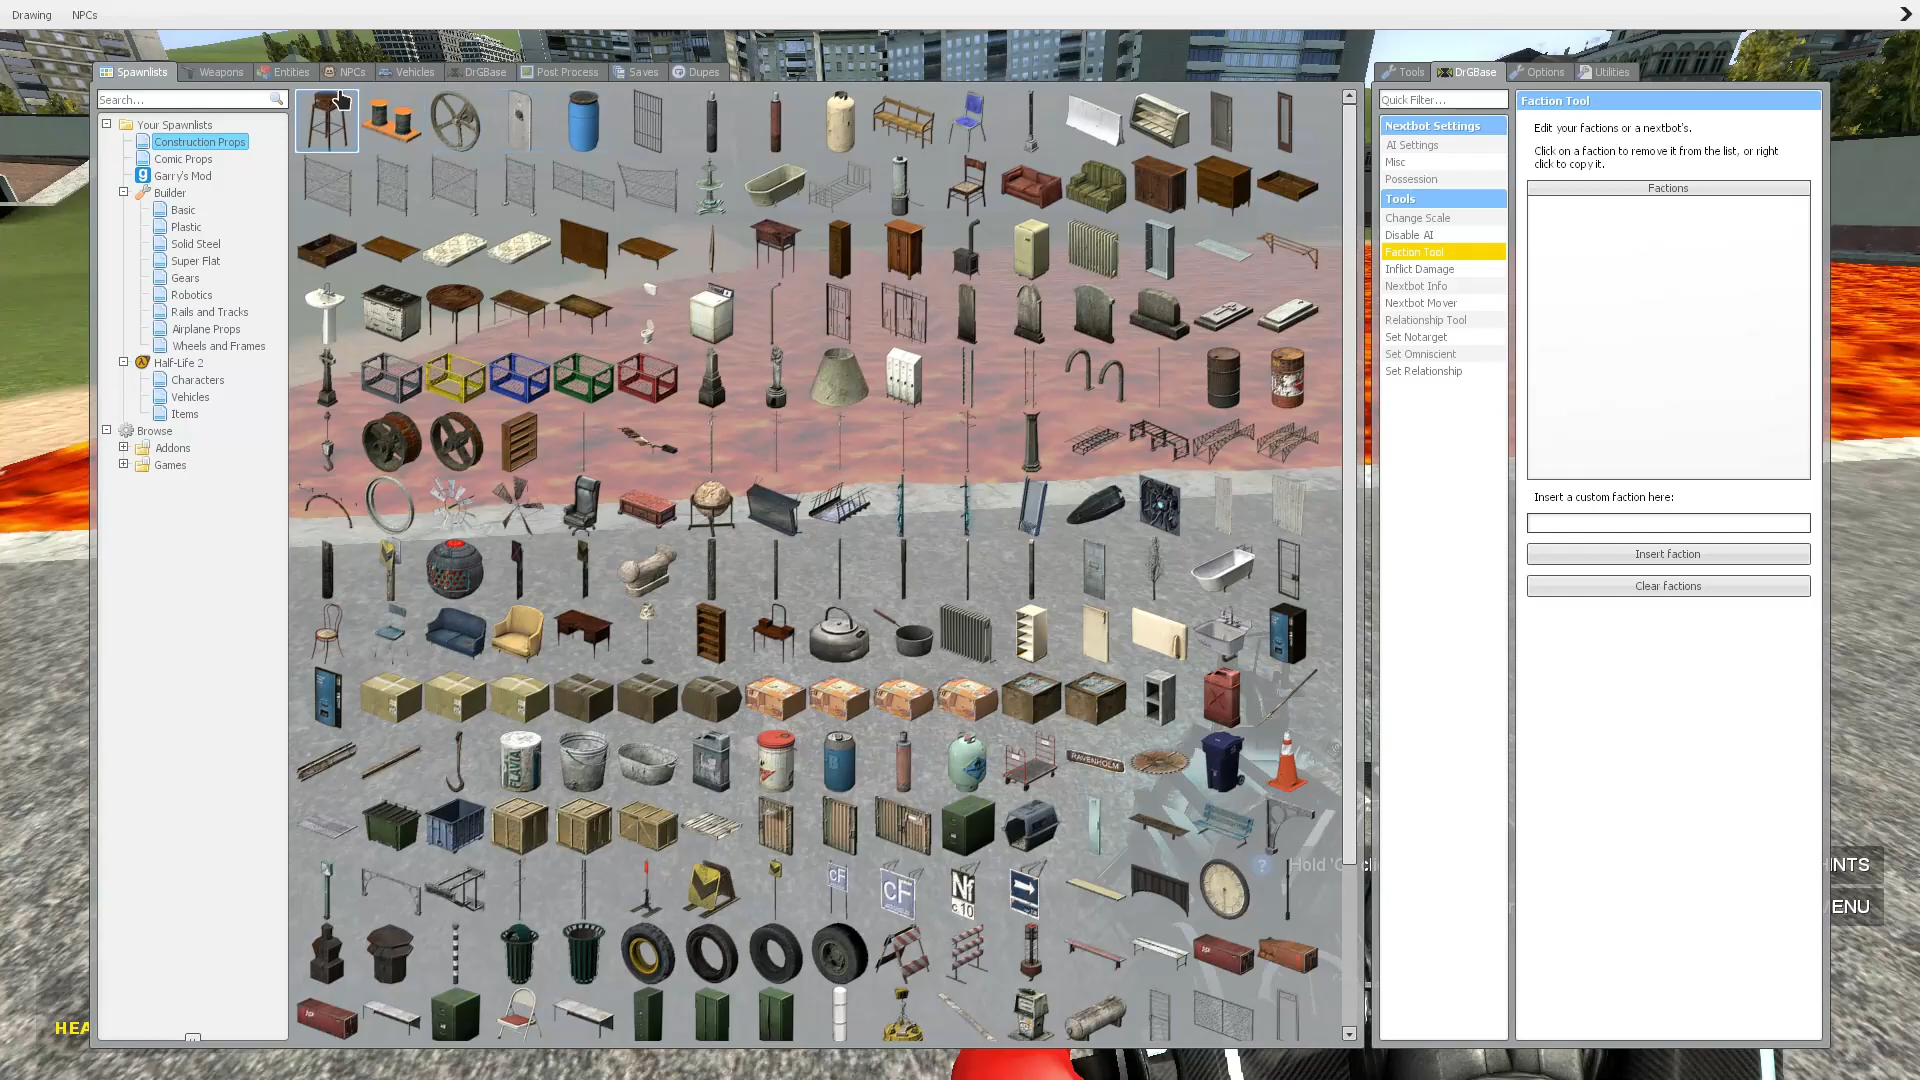 Drawing NPCs
Spawnlists Weapons Entities NPCs Vehicles DrGBase Post Process Saves Dupes
Tools DrGBase Options Utilities
Search...
Your Spawnlists
Construction Props
Comic Props
Garry's Mod
Builder
Basic
Plastic
Solid Steel
Super Flat
Gears
Robotics
Rails and Tracks
Airplane Props
Wheels and Frames
Half-Life 2
Characters
Vehicles
Items
Browse
Addons
Games
RAVENHOLM
cF
CF
Nf
c 10
Hold 'C
cli
HEA
Quick Filter...
Nextbot Settings
AI Settings
Misc
Possession
Tools
Change Scale
Disable AI
Faction Tool
Inflict Damage
Nextbot Info
Nextbot Mover
Relationship Tool
Set Notarget
Set Omniscient
Set Relationship
Faction Tool
Edit your factions or a nextbot's.
Click on a faction to remove it from the list, or right
click to copy it.
Factions
Insert a custom faction here:
Insert faction
Clear factions
INTS
ENU